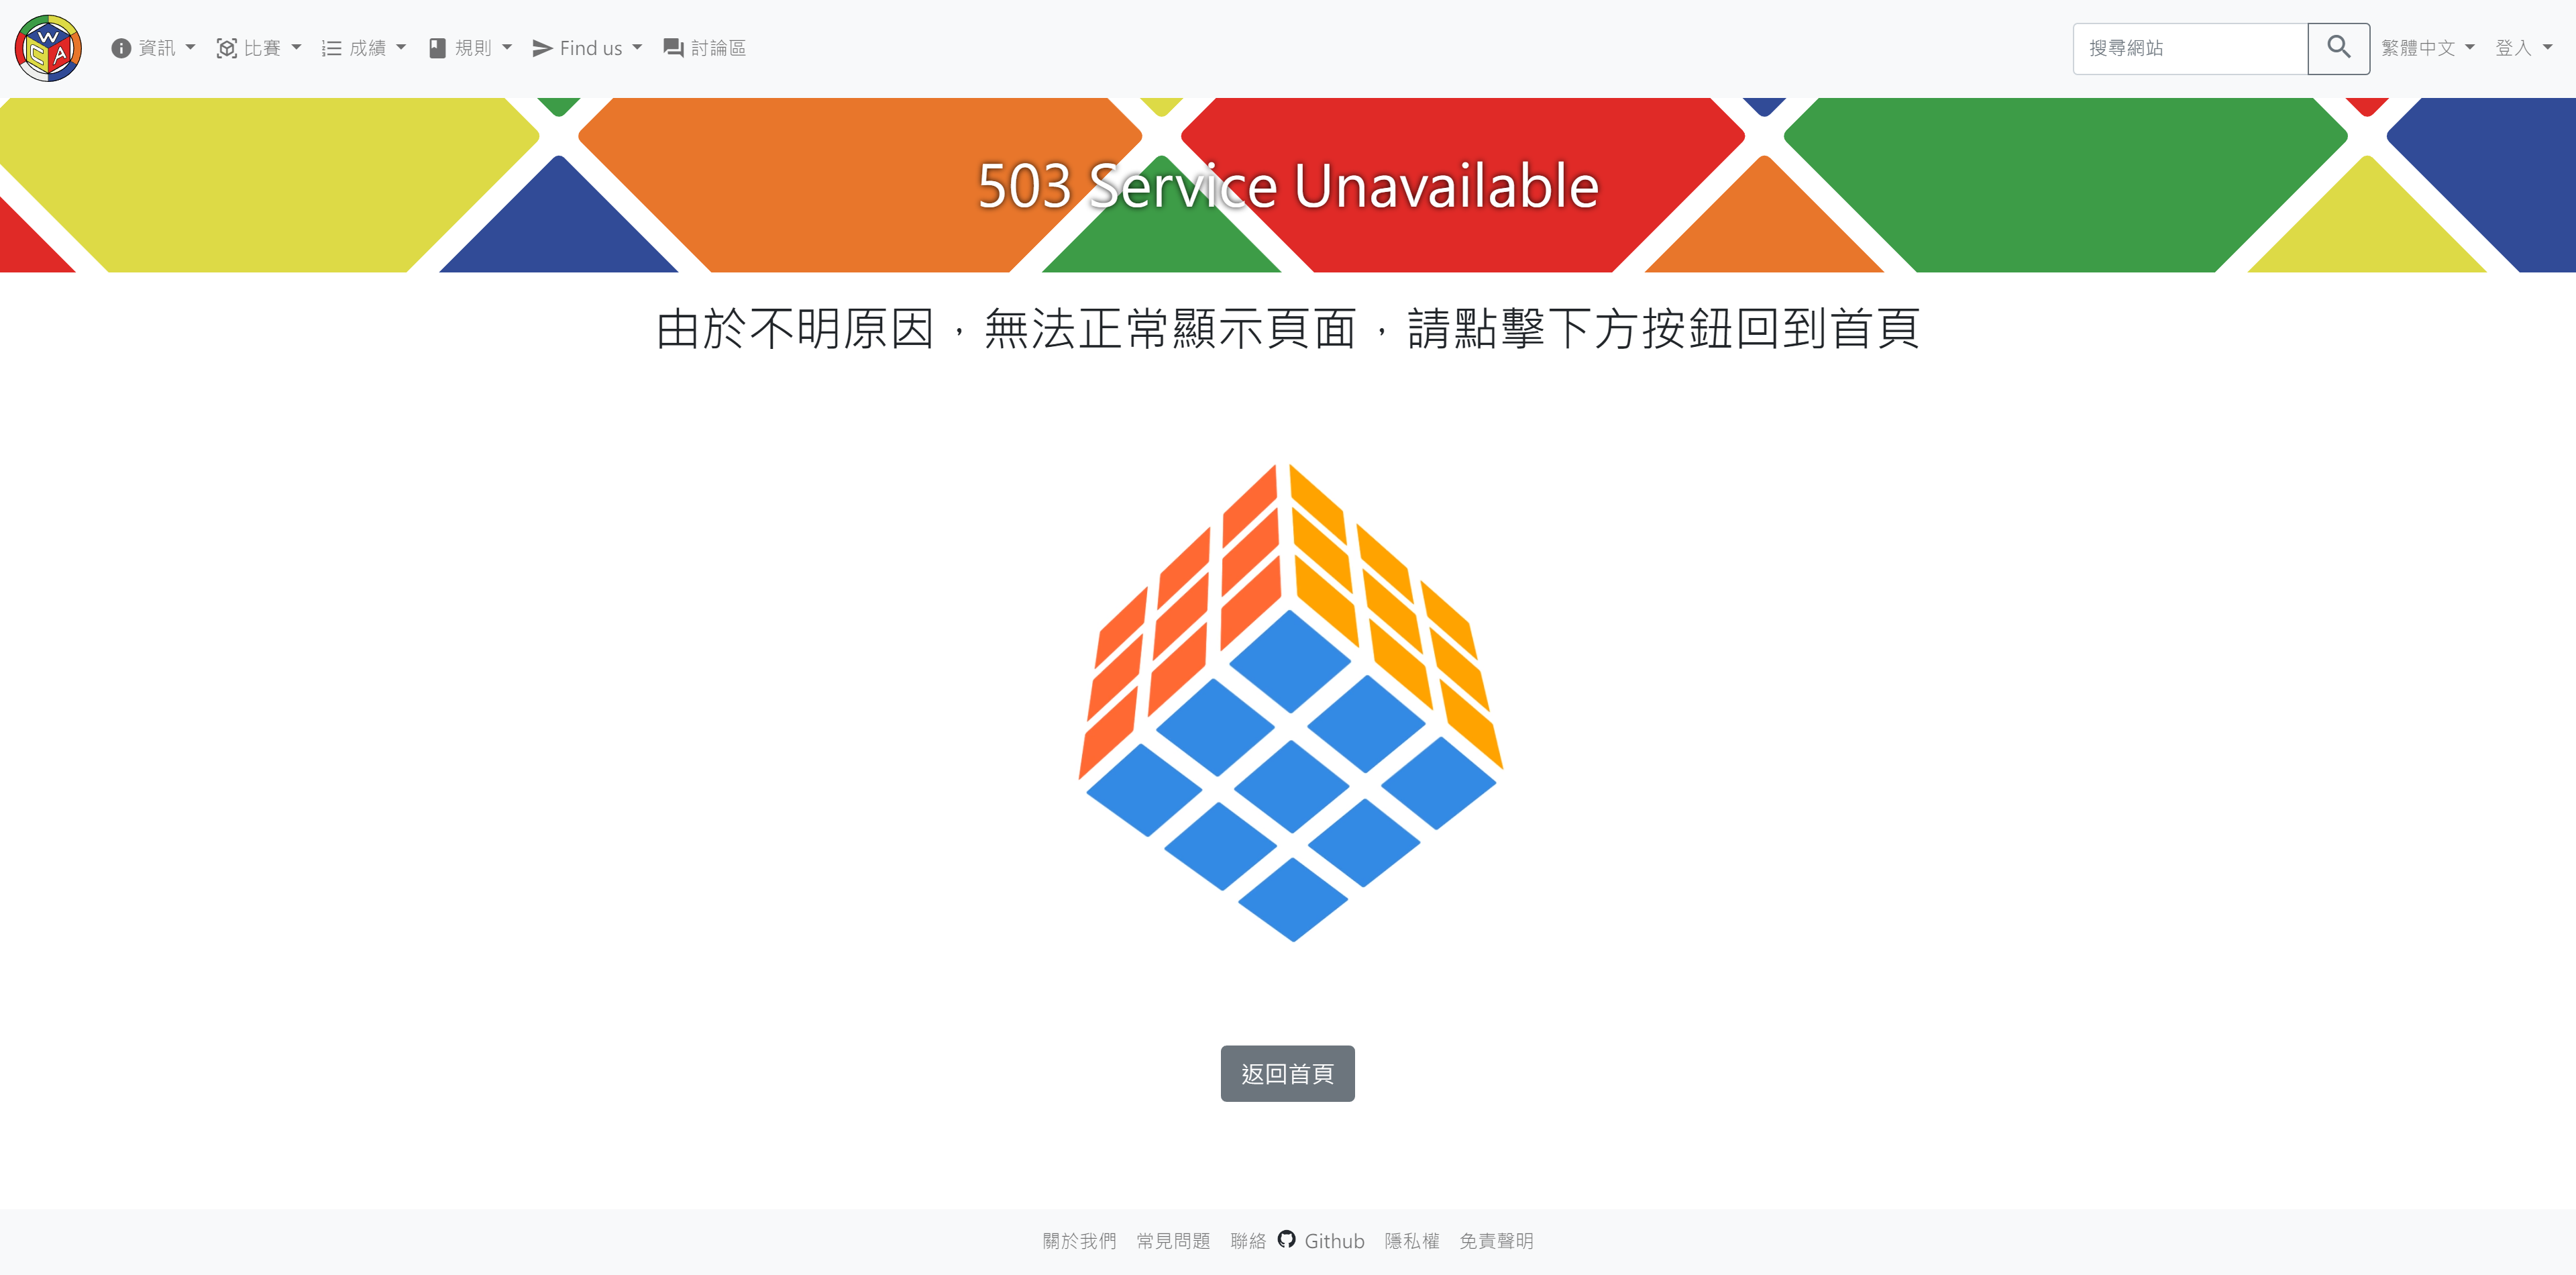 WCA 資訊 比賽 成績 規則 Find us 討論區 搜尋網站 繁體中文 登入
503 Service Unavailable
由於不明原因，無法正常顯示頁面，請點擊下方按鈕回到首頁
返回首頁
關於我們 常見問題 聯絡 Github 隱私權 免責聲明